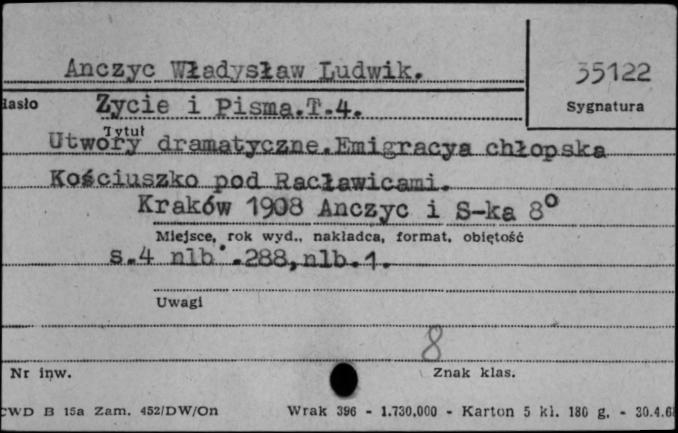 Anczyc Władysław Ludwik.
55122
Hasło Życie i Pisma.T.4.
Sygnatura
Tytuł
Utwory dramatyczne.Emigracya chłopska
Kościuszko pod Racławicami.
Kraków 1908 Anczyc i S-ka 8°
Miejsce, rok wyd., nakładca, format, objętość
s.4 nlb.288,nlb.1.
Uwagi
8
Nr inw.
Znak klas.
CWD B 15a Zam. 452/DW/On Wrak 396 - 1.730,000 - Karton 5 kl. 180 g. - 30.4.6